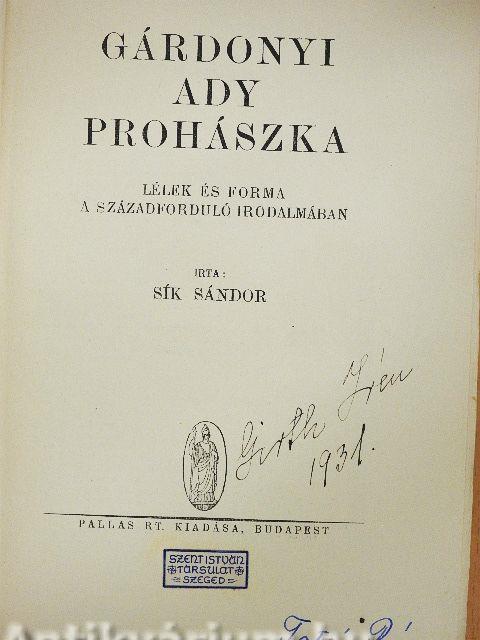 GÁRDONYI
ADY
PROHÁSZKA
LÉLEK ÉS FORMA
A SZÁZADFORDULÓ IRODALMÁBAN
IRTA:
SÍK SÁNDOR
Irén
1931.
PALLAS RT. KIADÁSA, BUDAPEST
SZENT ISTVÁN
TÁRSULAT
SZEGED